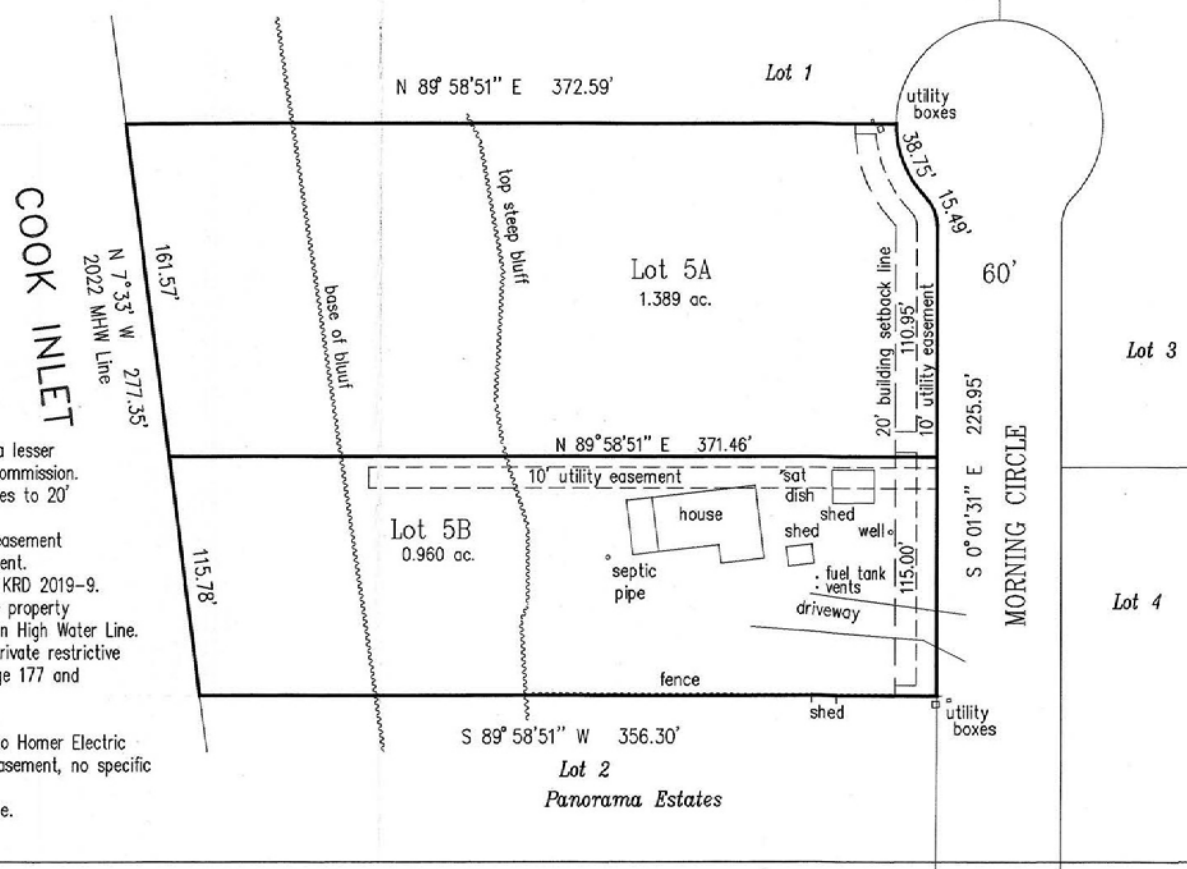 N 89° 58'51" E 372.59'
Lot 1
utility
boxes
38.75'
15.49'
COOK INLET
N 7°33' W 277.35'
2022 MHW Line
161.57'
base of bluuf
top steep bluff
Lot 5A
1.389 ac.
20' building setback line
110.95'
10' utility easement
60'
Lot 3
S 0°01'31" E 225.95'
MORNING CIRCLE
N 89°58'51" E 371.46'
10' utility easement
sat
dish
shed
house
shed
well
Lot 5B
0.960 ac.
septic
pipe
fuel tank
vents
driveway
115.00'
115.78'
Lot 4
fence
shed
utility
boxes
S 89° 58'51" W 356.30'
Lot 2
Panorama Estates
a lesser
ommission.
es to 20'
easement
ent.
KRD 2019-9.
property
n High Water Line.
rivate restrictive
ge 177 and
o Homer Electric
asement, no specific
e.